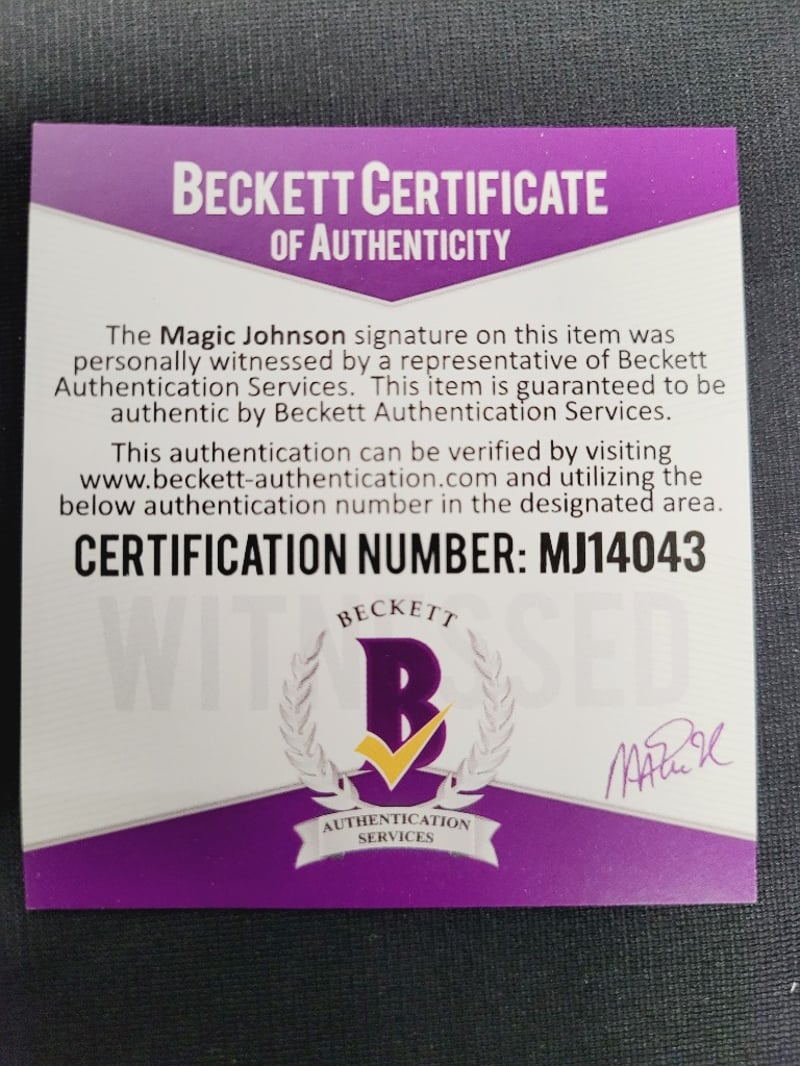 BECKETT CERTIFICATE
OF AUTHENTICITY
The Magic Johnson signature on this item was
personally witnessed by a representative of Beckett
Authentication Services. This item is guaranteed to be
authentic by Beckett Authentication Services.
This authentication can be verified by visiting
www.beckett-authentication.com and utilizing the
below authentication number in the designated area.
CERTIFICATION NUMBER: MJ14043
WITNESSED
BECKETT
B
AUTHENTICATION
SERVICES